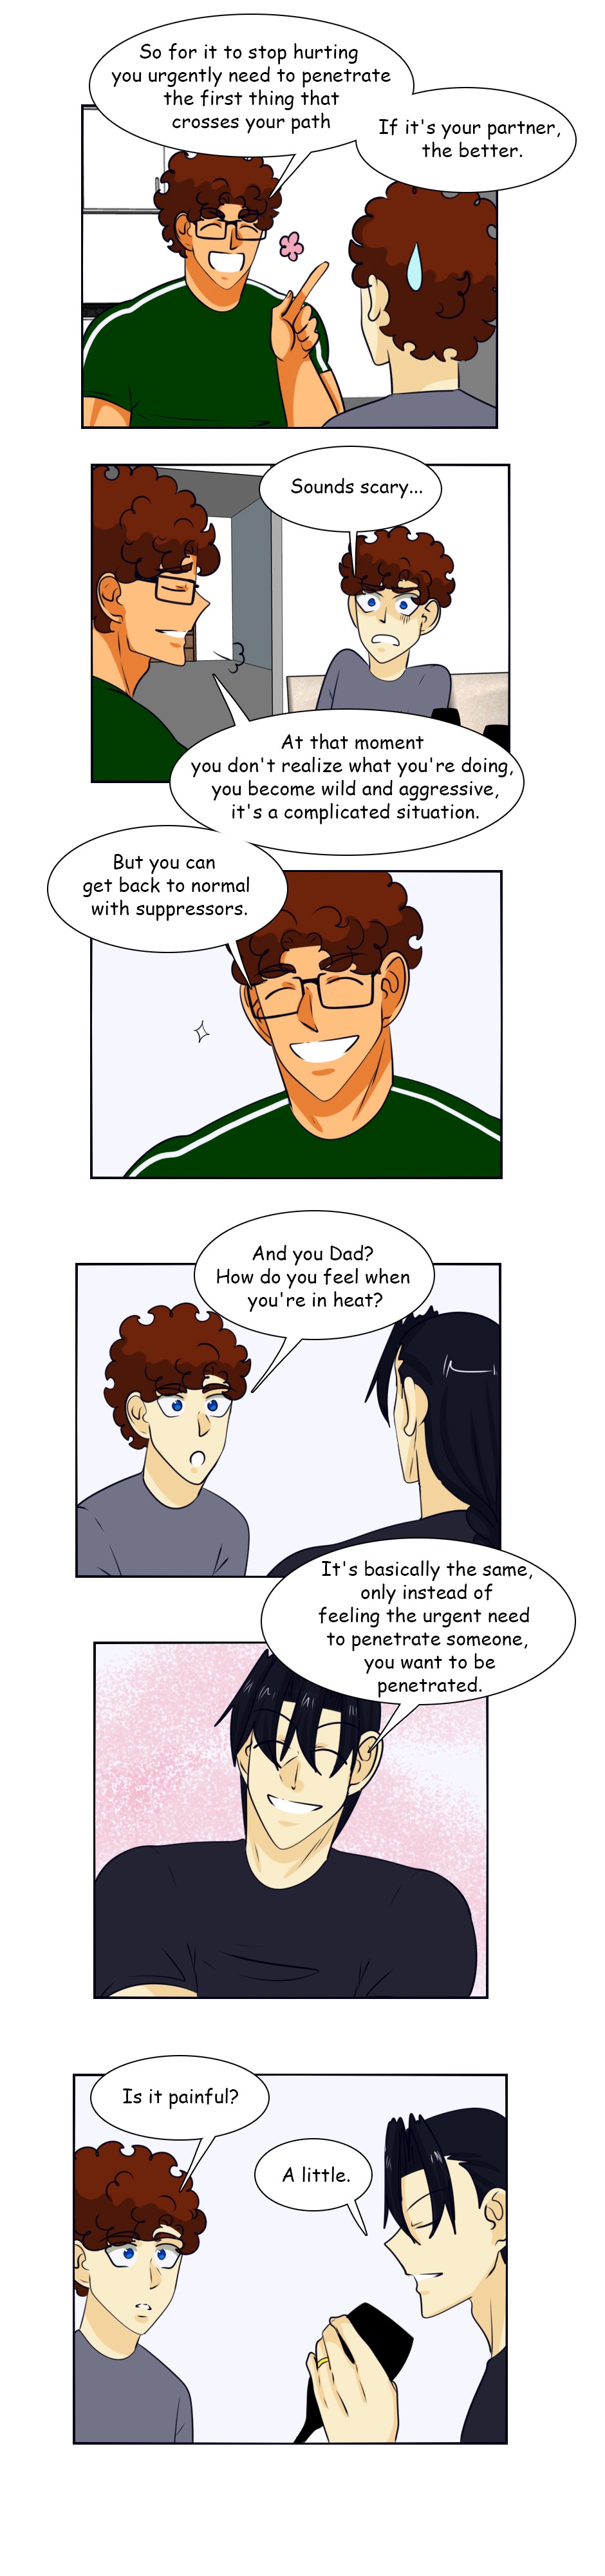 So for it to stop hurting
you urgently need to penetrate
the first thing that
crosses your path
If it's your partner,
the better.
Sounds scary...
At that moment
you don't realize what you're doing,
you become wild and aggressive,
it's a complicated situation.
But you can
get back to normal
with suppressors.
And you Dad?
How do you feel when
you're in heat?
It's basically the same,
only instead of
feeling the urgent need
to penetrate someone,
you want to be
penetrated.
Is it painful?
A little.